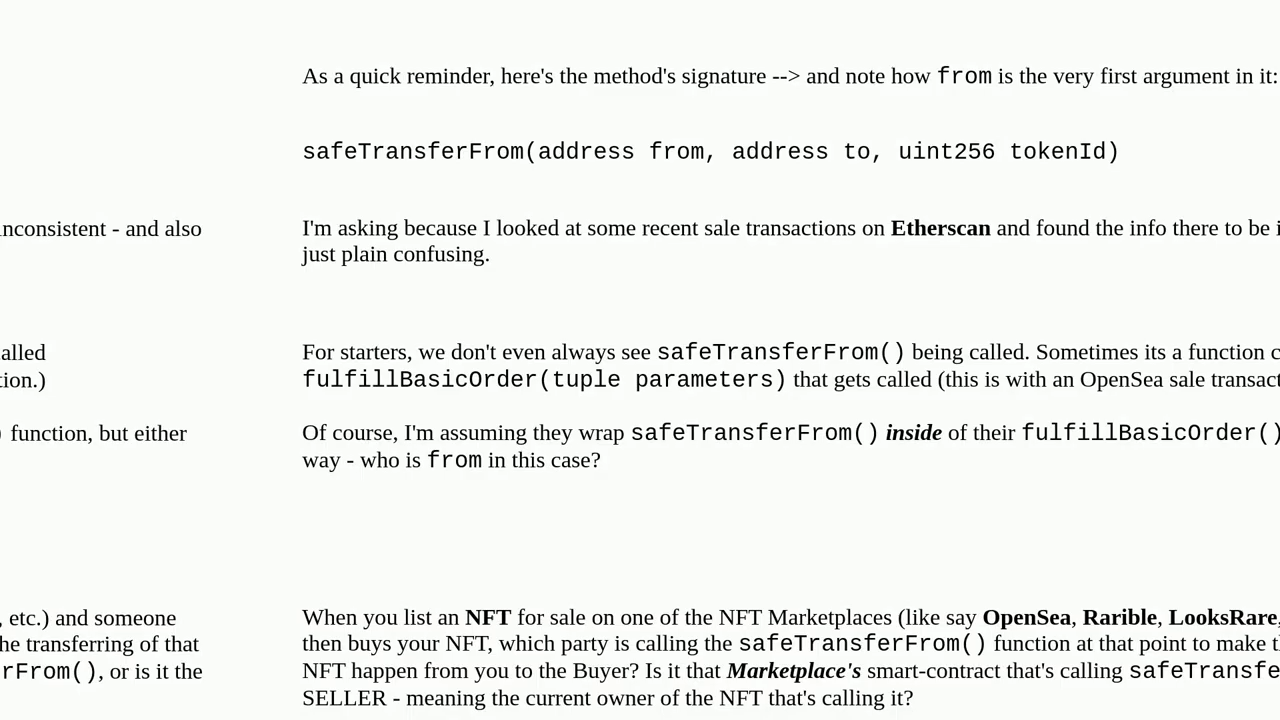 inconsistent - and also
alled
tion.)
) function, but either
, etc.) and someone
he transferring of that
rFrom(), or is it the
As a quick reminder, here's the method's signature --> and note how from is the very first argument in it:
safeTransferFrom(address from, address to, uint256 tokenId)
I'm asking because I looked at some recent sale transactions on Etherscan and found the info there to be i
just plain confusing.
For starters, we don't even always see safeTransferFrom() being called. Sometimes its a function c
fulfillBasicOrder(tuple parameters) that gets called (this is with an OpenSea sale transact
Of course, I'm assuming they wrap safeTransferFrom() inside of their fulfillBasicOrder()
way - who is from in this case?
When you list an NFT for sale on one of the NFT Marketplaces (like say OpenSea, Rarible, LooksRare,
then buys your NFT, which party is calling the safeTransferFrom() function at that point to make t
NFT happen from you to the Buyer? Is it that Marketplace's smart-contract that's calling safeTransfe
SELLER - meaning the current owner of the NFT that's calling it?